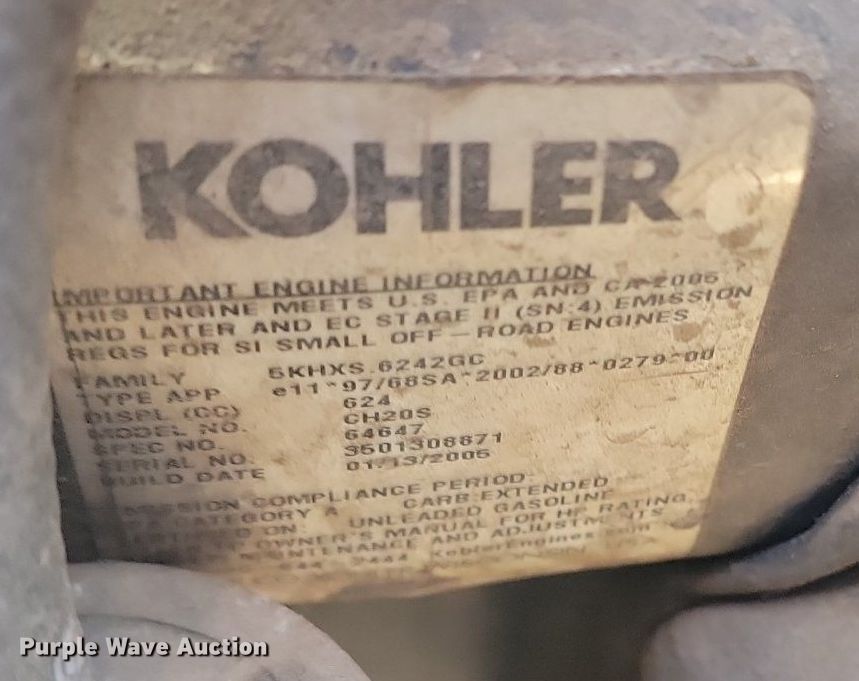 KOHLER
IMPORTANT ENGINE INFORMATION
THIS ENGINE MEETS U.S. EPA AND CA 2005
AND LATER AND EC STAGE II (SN:4) EMISSION
REGS FOR SI SMALL OFF-ROAD ENGINES
FAMILY 5KHXS.6242GC
TYPE APP e11*97/68SA*2002/88*0279*00
DISPL (CC) 624
MODEL NO. CH20S
SPEC NO. 64647
SERIAL NO. 3501308871
BUILD DATE 01/13/2005
EMISSION COMPLIANCE PERIOD:
CATEGORY A CARB:EXTENDED
ON: UNLEADED GASOLINE
OWNER'S MANUAL FOR HP RATING,
MAINTENANCE AND ADJUSTMENTS
KohlerEngines.com
Purple Wave Auction